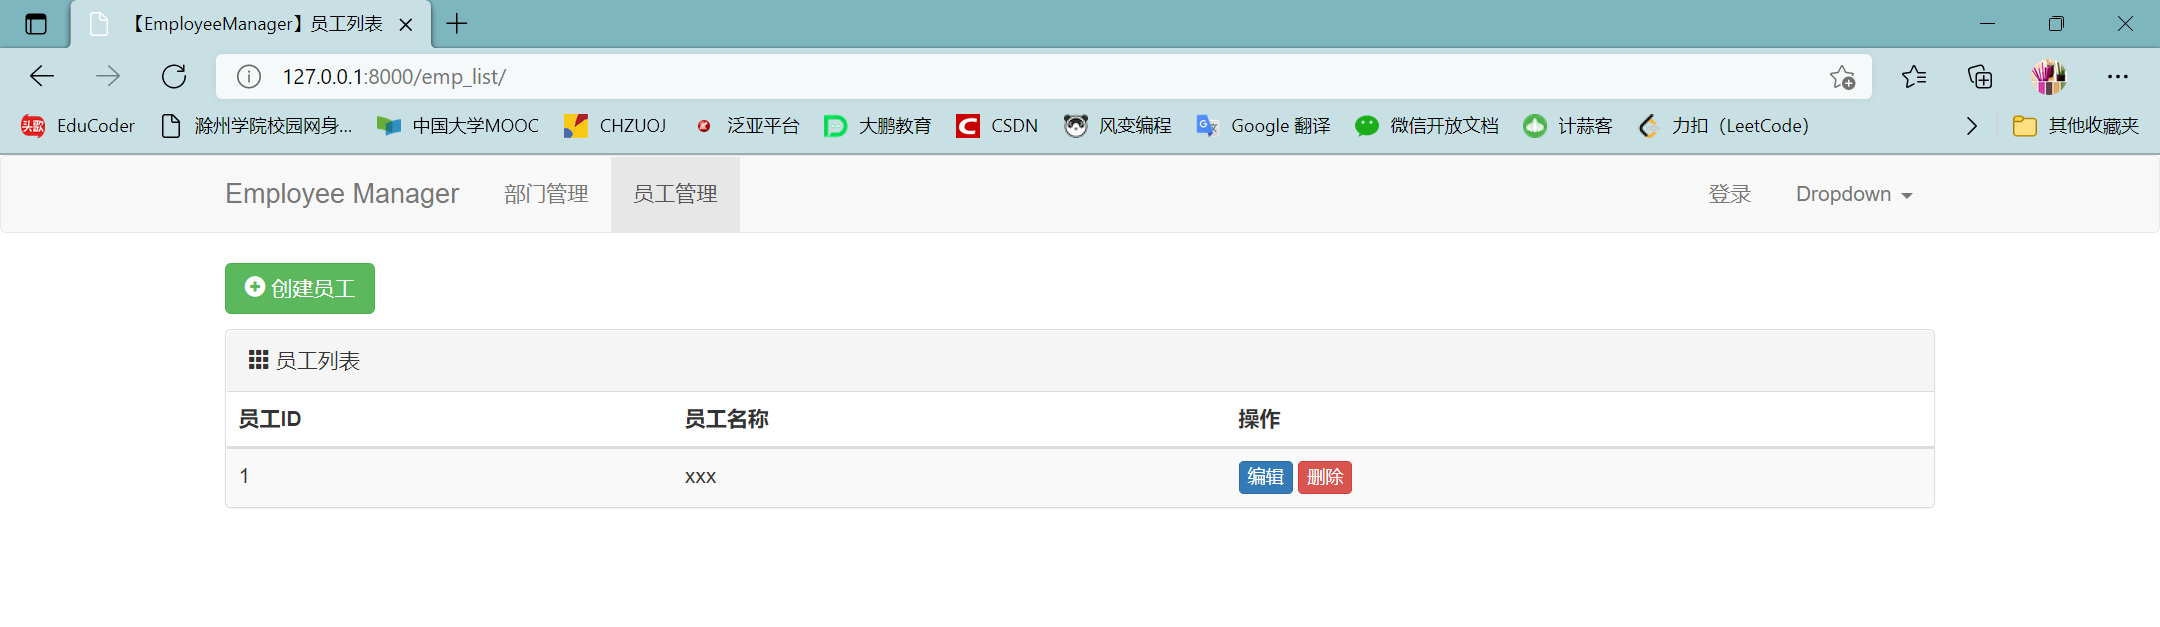 【EmployeeManager】员工列表
127.0.0.1:8000/emp_list/
头歌 EduCoder 滁州学院校园网身... 中国大学MOOC CHZUOJ 泛亚平台 大鹏教育 CSDN 风变编程 Google 翻译 微信开放文档 计蒜客 力扣（LeetCode） 其他收藏夹
Employee Manager 部门管理 员工管理 登录 Dropdown
创建员工
员工列表
员工ID 员工名称 操作
1 xxx 编辑 删除